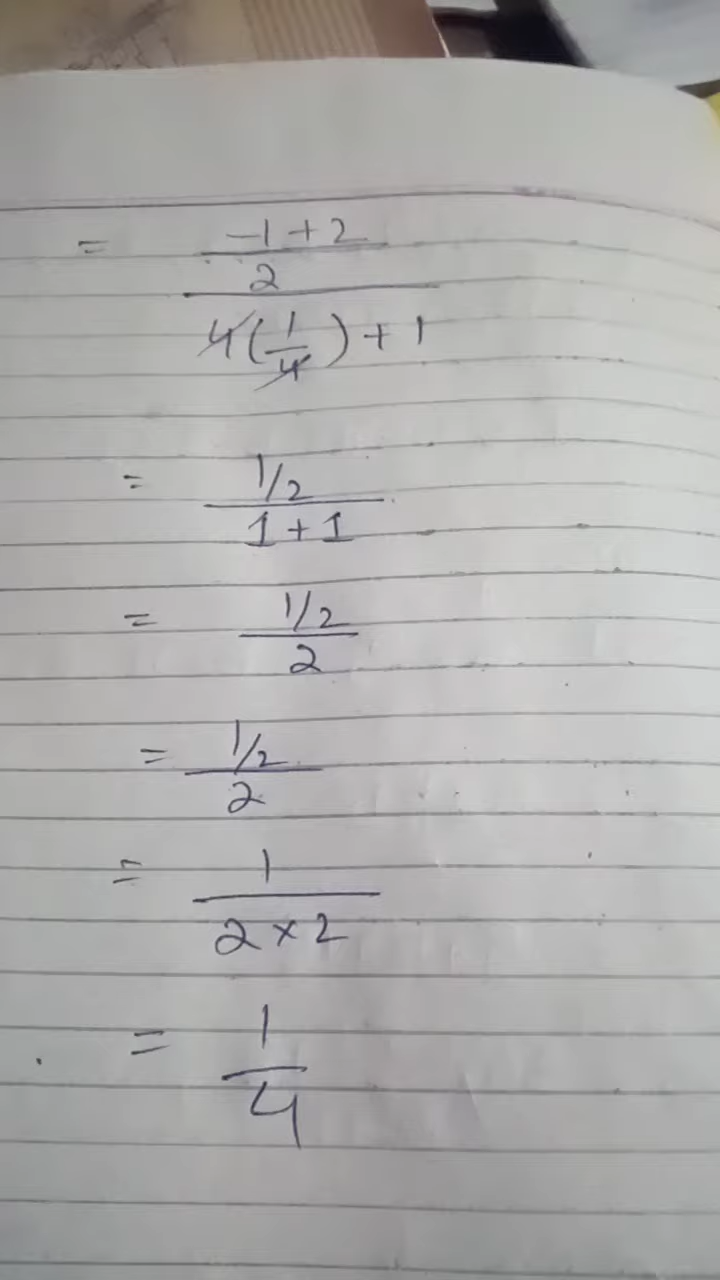 = -1 + 2
2
4 ( 1/4 ) + 1
= 1/2
1 + 1
= 1/2
2
= 1/2
2
= 1
2 × 2
= 1
4